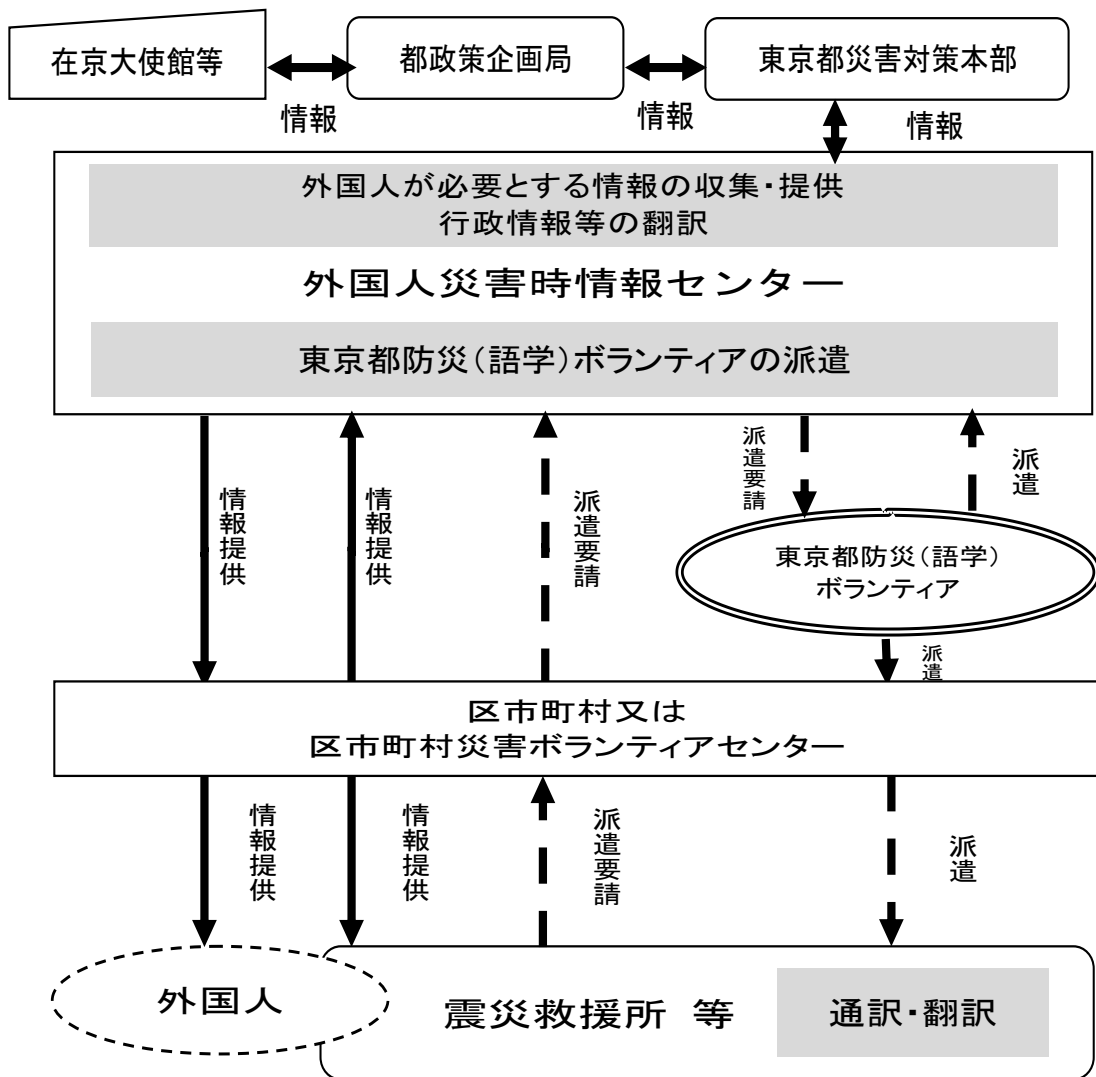 在京大使館等
都政策企画局
東京都災害対策本部
情報
情報
情報
外国人が必要とする情報の収集・提供
行政情報等の翻訳
外国人災害時情報センター
東京都防災（語学）ボランティアの派遣
情報提供
情報提供
派遣要請
派遣要請
派遣
東京都防災（語学）
ボランティア
派遣
区市町村又は
区市町村災害ボランティアセンター
情報提供
情報提供
派遣要請
派遣
外国人
震災救援所 等
通訳・翻訳